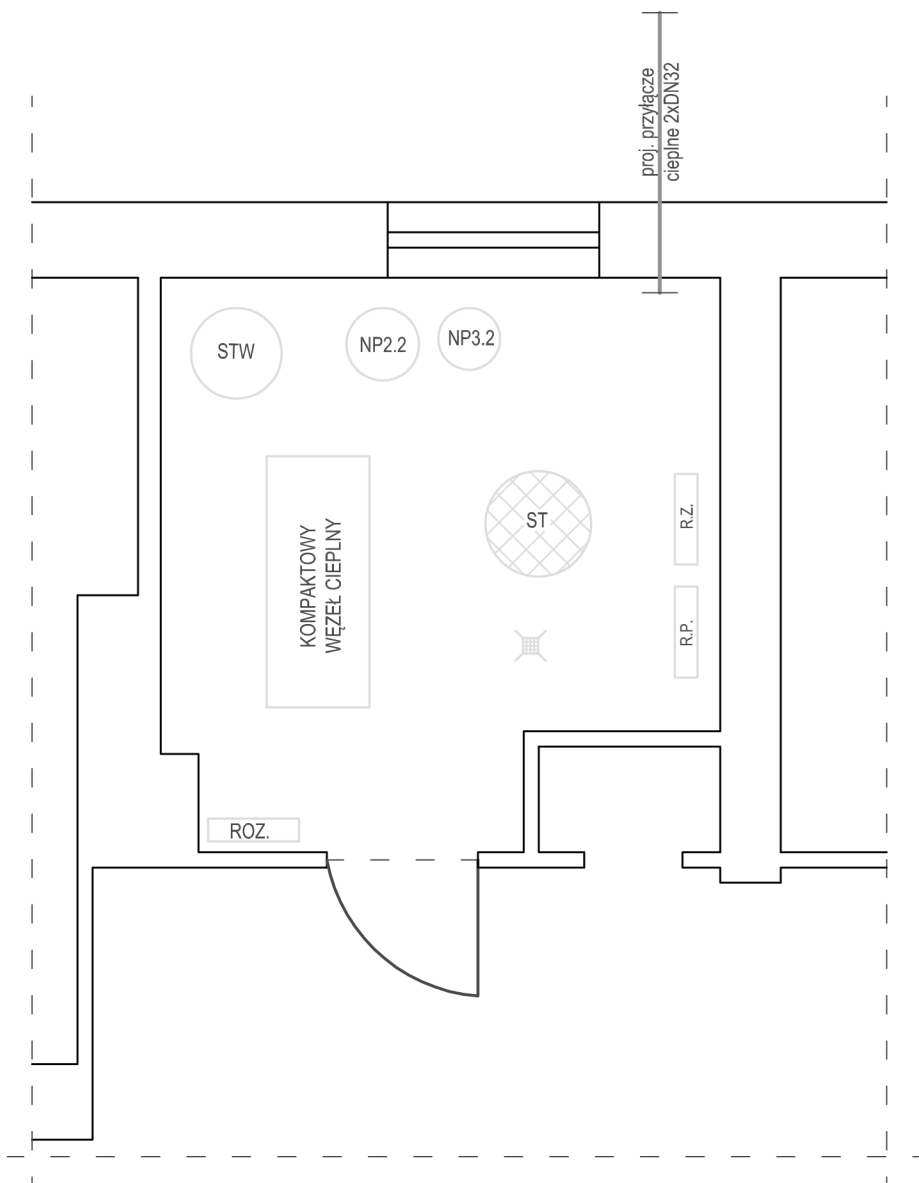 proj. przyłącze
cieplne 2xDN32
STW
NP2.2
NP3.2
KOMPAKTOWY
WĘZEŁ CIEPLNY
ST
R.Z.
R.P.
ROZ.